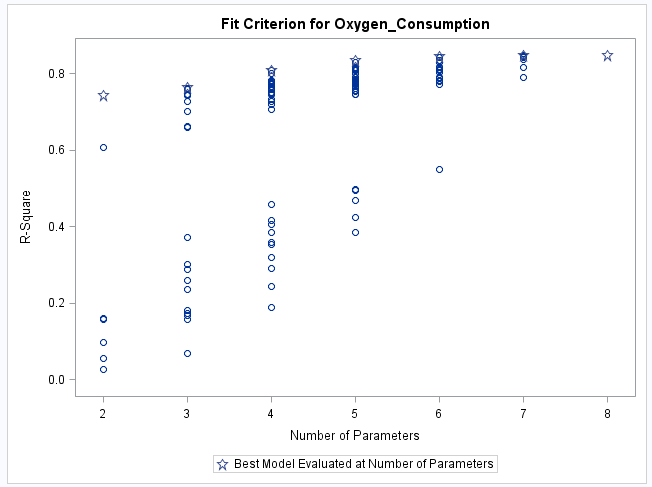 Fit Criterion for Oxygen_Consumption
0.8
0.6
0.4
0.2
0.0
R-Square
2 3 4 5 6 7 8
Number of Parameters
Best Model Evaluated at Number of Parameters